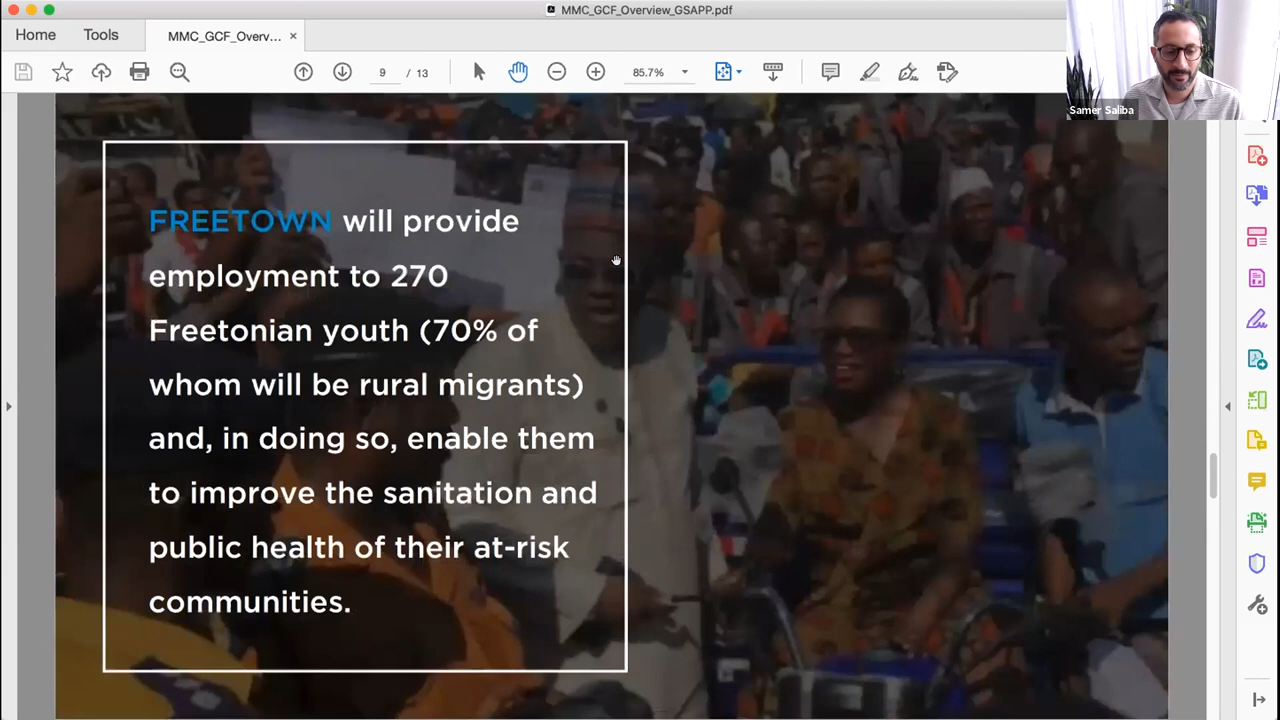 MMC_GCF_Overview_GSAPP.pdf
Home
Tools
MMC_GCF_Overv... ×
9 / 13
85.7%
Samer Saliba
FREETOWN will provide
employment to 270
Freetonian youth (70% of
whom will be rural migrants)
and, in doing so, enable them
to improve the sanitation and
public health of their at-risk
communities.